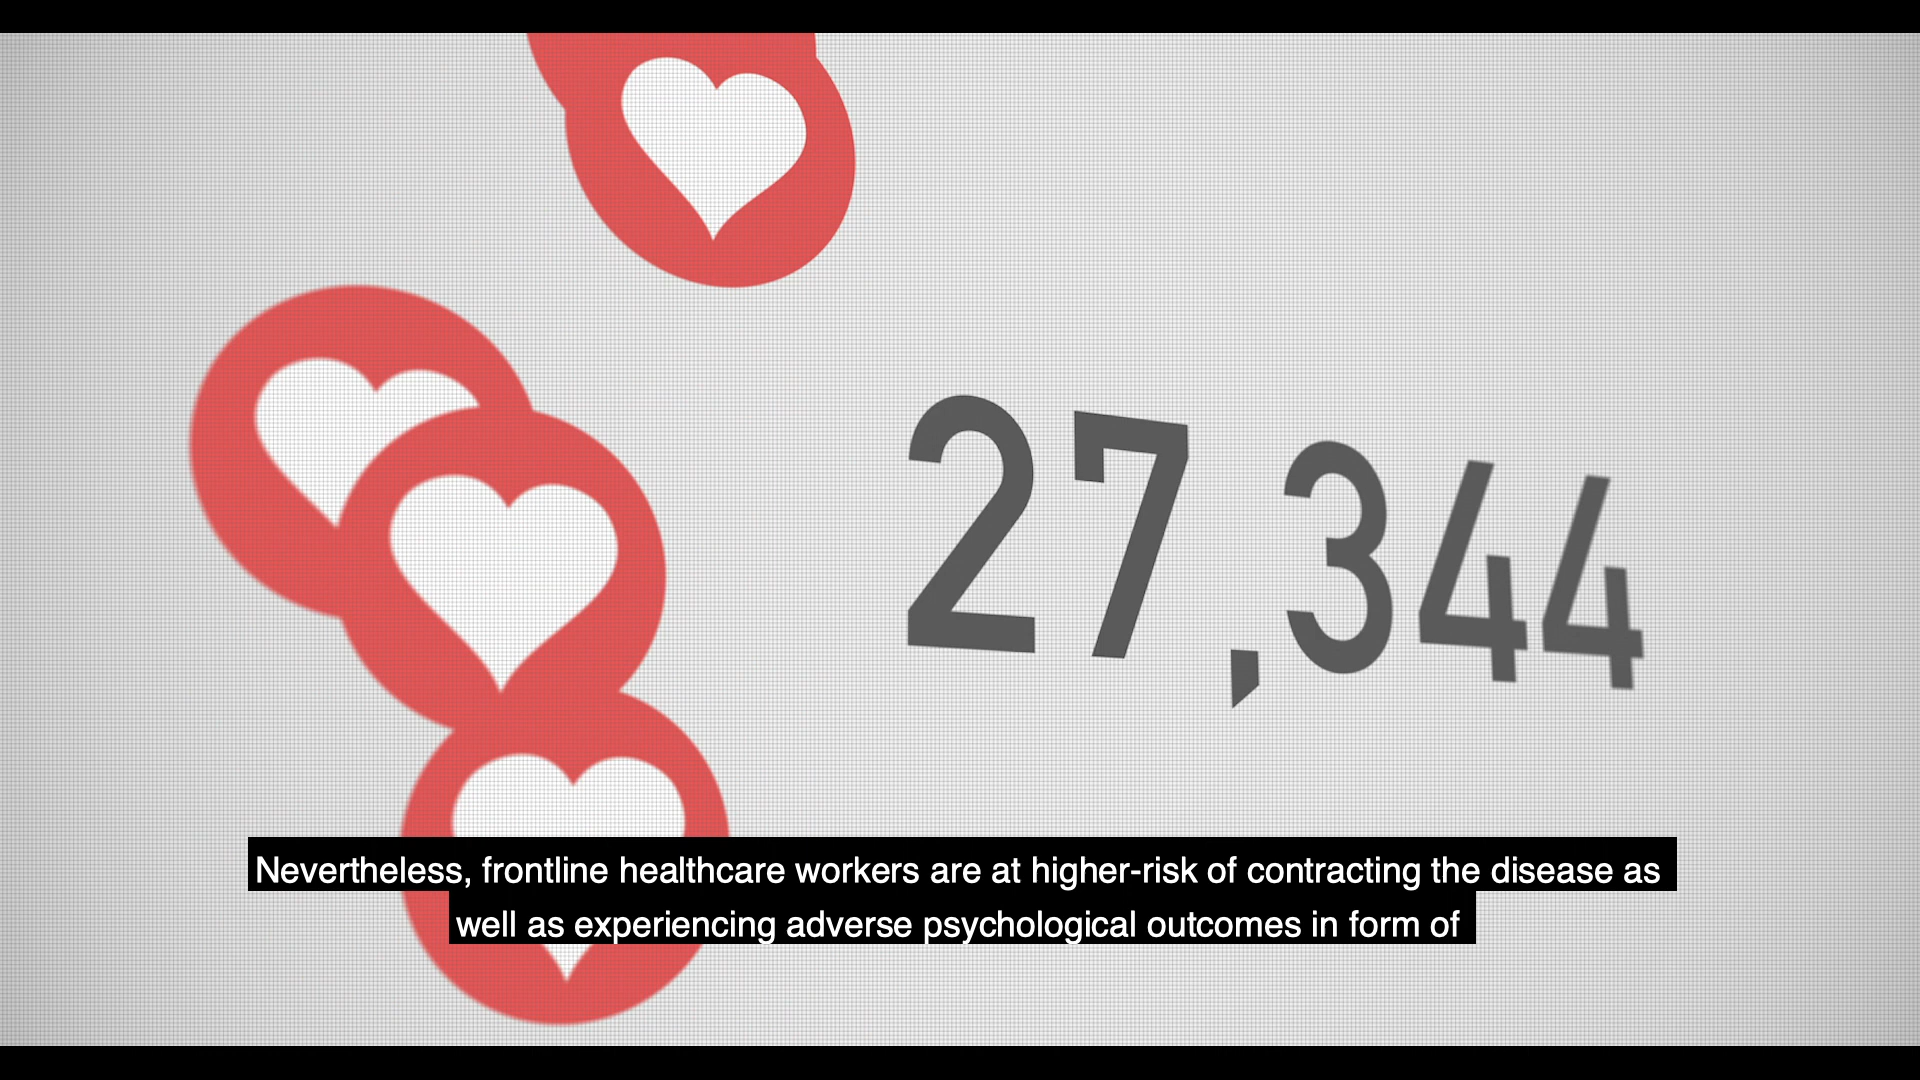 27,344
Nevertheless, frontline healthcare workers are at higher-risk of contracting the disease as
well as experiencing adverse psychological outcomes in form of